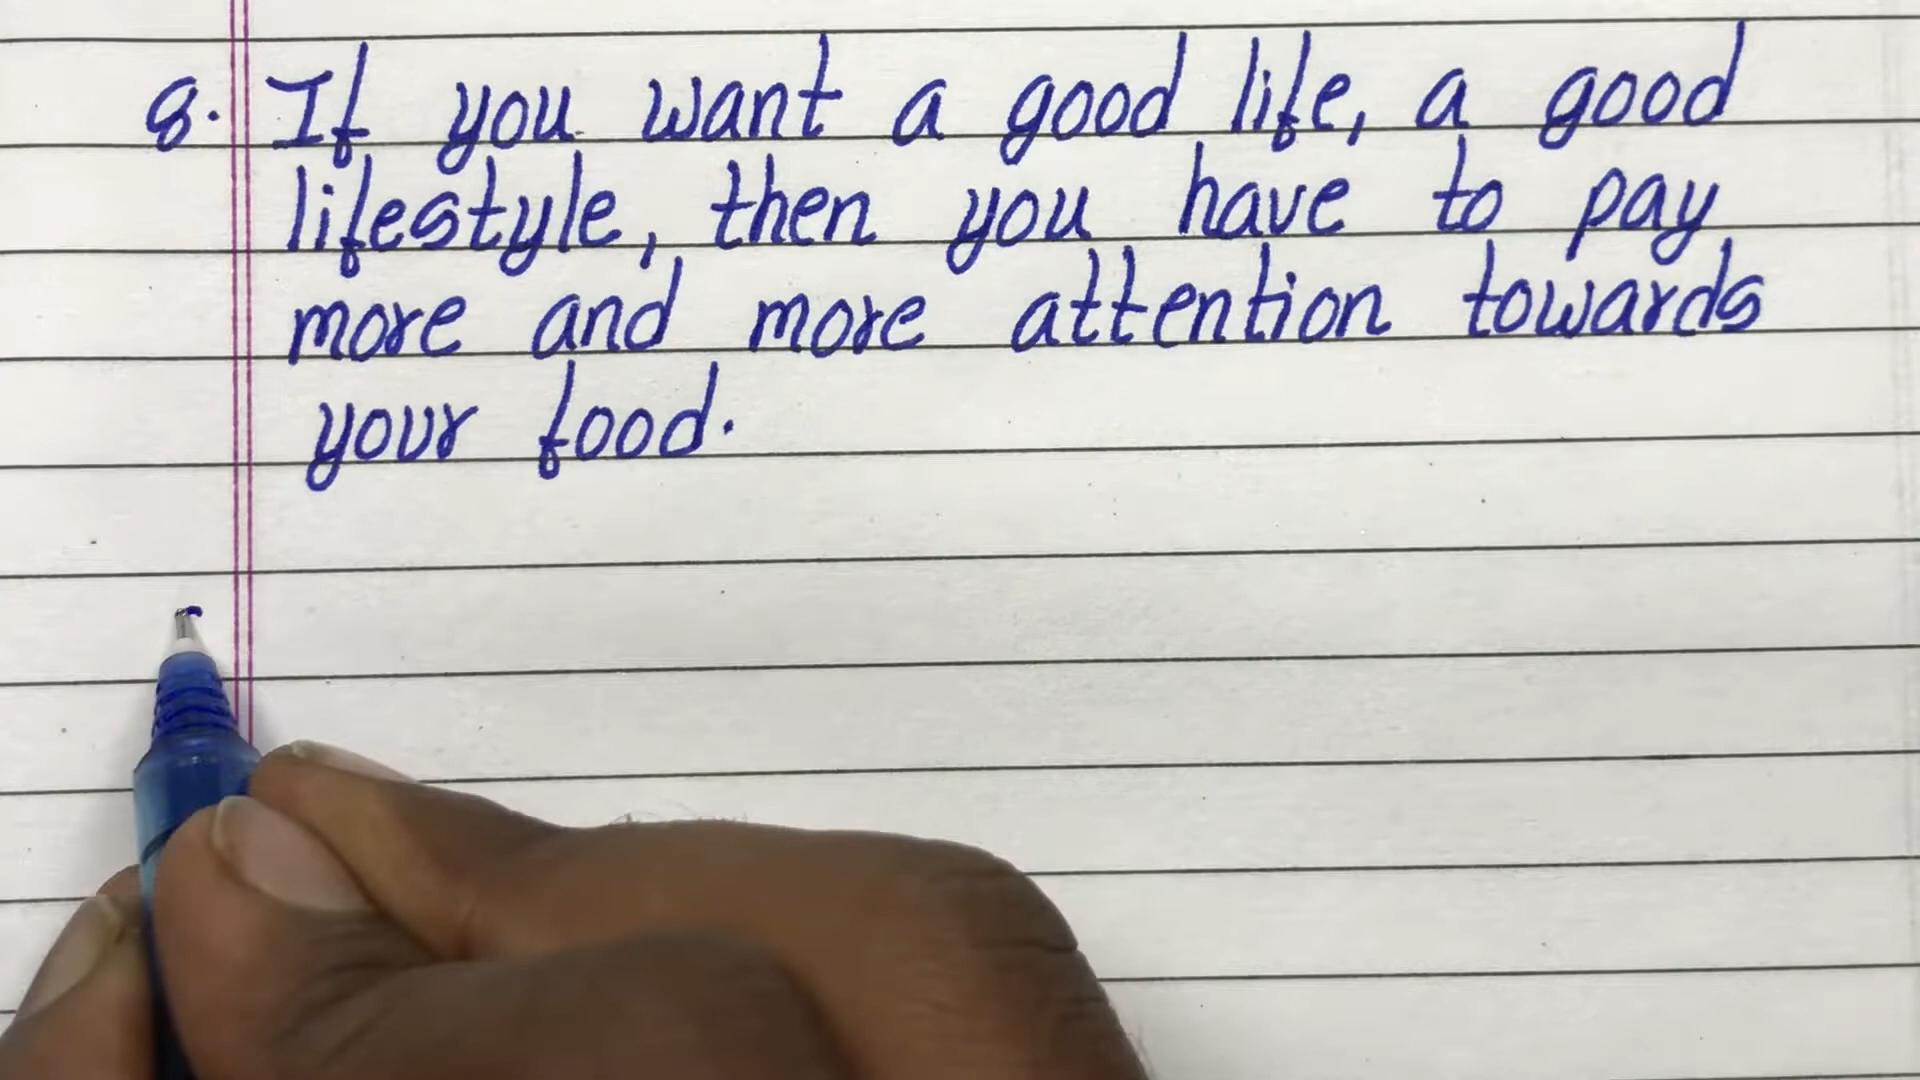 8. If you want a good life, a good
lifestyle, then you have to pay
more and more attention towards
your food.